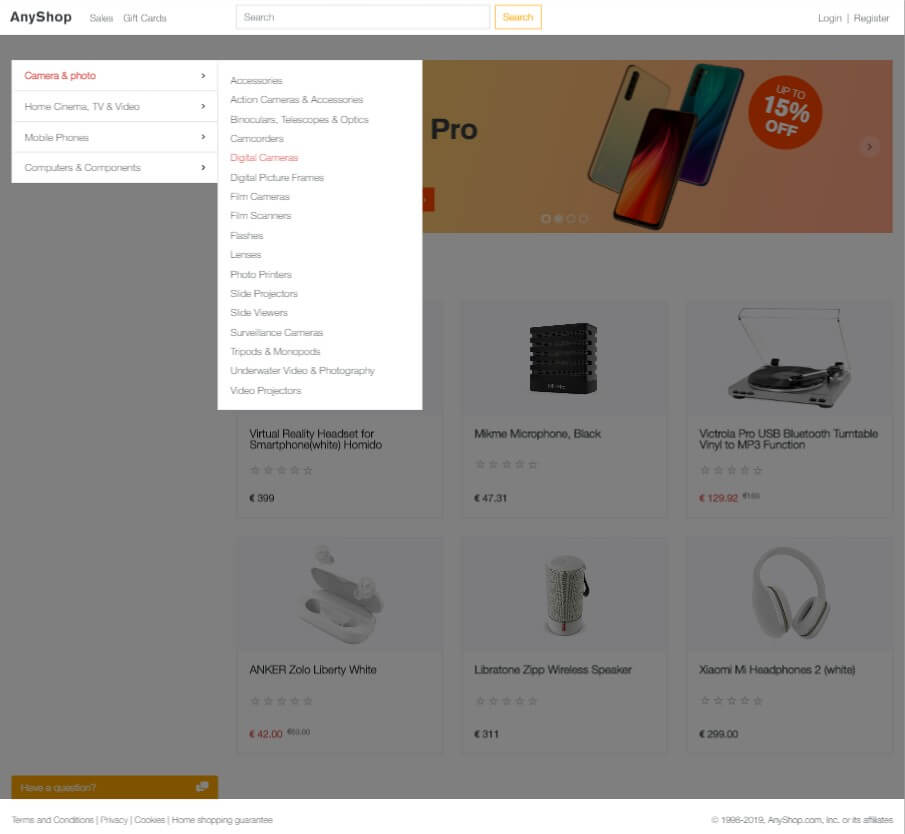 AnyShop Sales Gift Cards Search Search Login | Register
Camera & photo
Home Cinema, TV & Video
Mobile Phones
Computers & Components
Accessories
Action Cameras & Accessories
Binoculars, Telescopes & Optics
Camcorders
Digital Cameras
Digital Picture Frames
Film Cameras
Film Scanners
Flashes
Lenses
Photo Printers
Slide Projectors
Slide Viewers
Surveillance Cameras
Tripods & Monopods
Underwater Video & Photography
Video Projectors
Pro
UP TO
15%
OFF
Virtual Reality Headset for
Smartphone(white) Homido
€ 399
Mikme Microphone, Black
€ 47.31
Victrola Pro USB Bluetooth Turntable
Vinyl to MP3 Function
€ 129.92
ANKER Zolo Liberty White
€ 42.00
Libratone Zipp Wireless Speaker
€ 311
Xiaomi Mi Headphones 2 (white)
€ 299.00
Have a question?
Terms and Conditions | Privacy | Cookies | Home shopping guarantee
© 1998-2019, AnyShop.com, Inc. or its affiliates